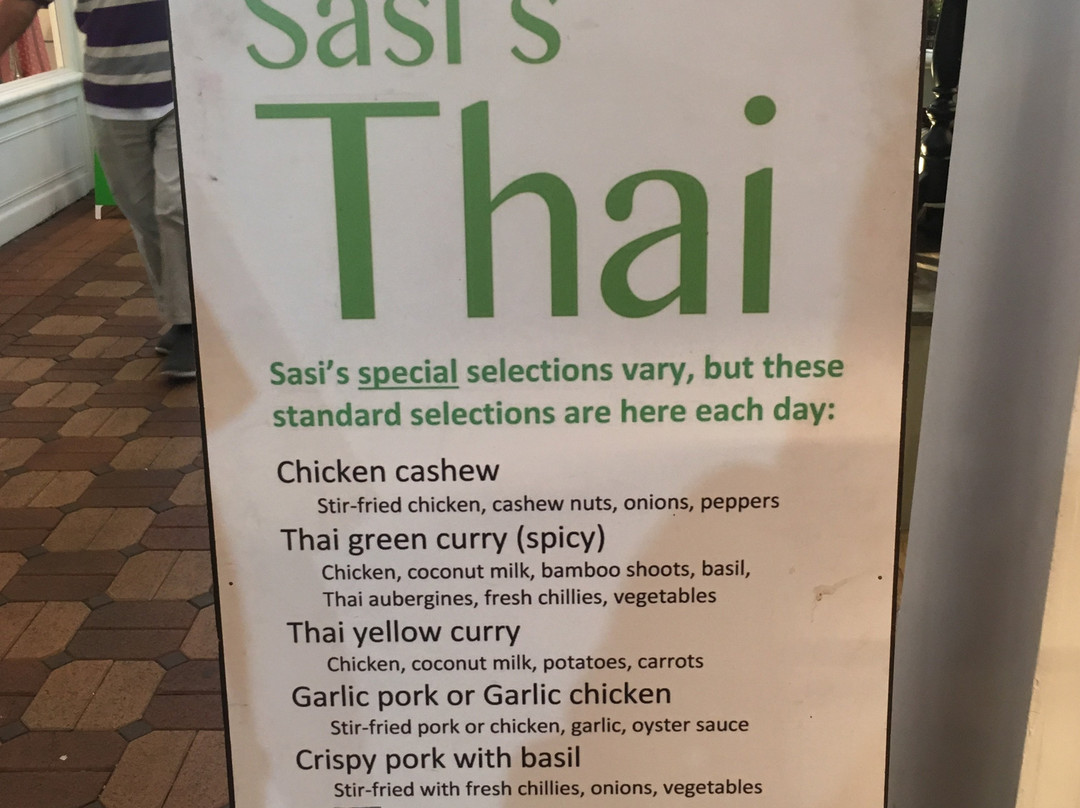 Sasi's
Thai
Sasi's special selections vary, but these
standard selections are here each day:
Chicken cashew
Stir-fried chicken, cashew nuts, onions, peppers
Thai green curry (spicy)
Chicken, coconut milk, bamboo shoots, basil,
Thai aubergines, fresh chillies, vegetables
Thai yellow curry
Chicken, coconut milk, potatoes, carrots
Garlic pork or Garlic chicken
Stir-fried pork or chicken, garlic, oyster sauce
Crispy pork with basil
Stir-fried with fresh chillies, onions, vegetables